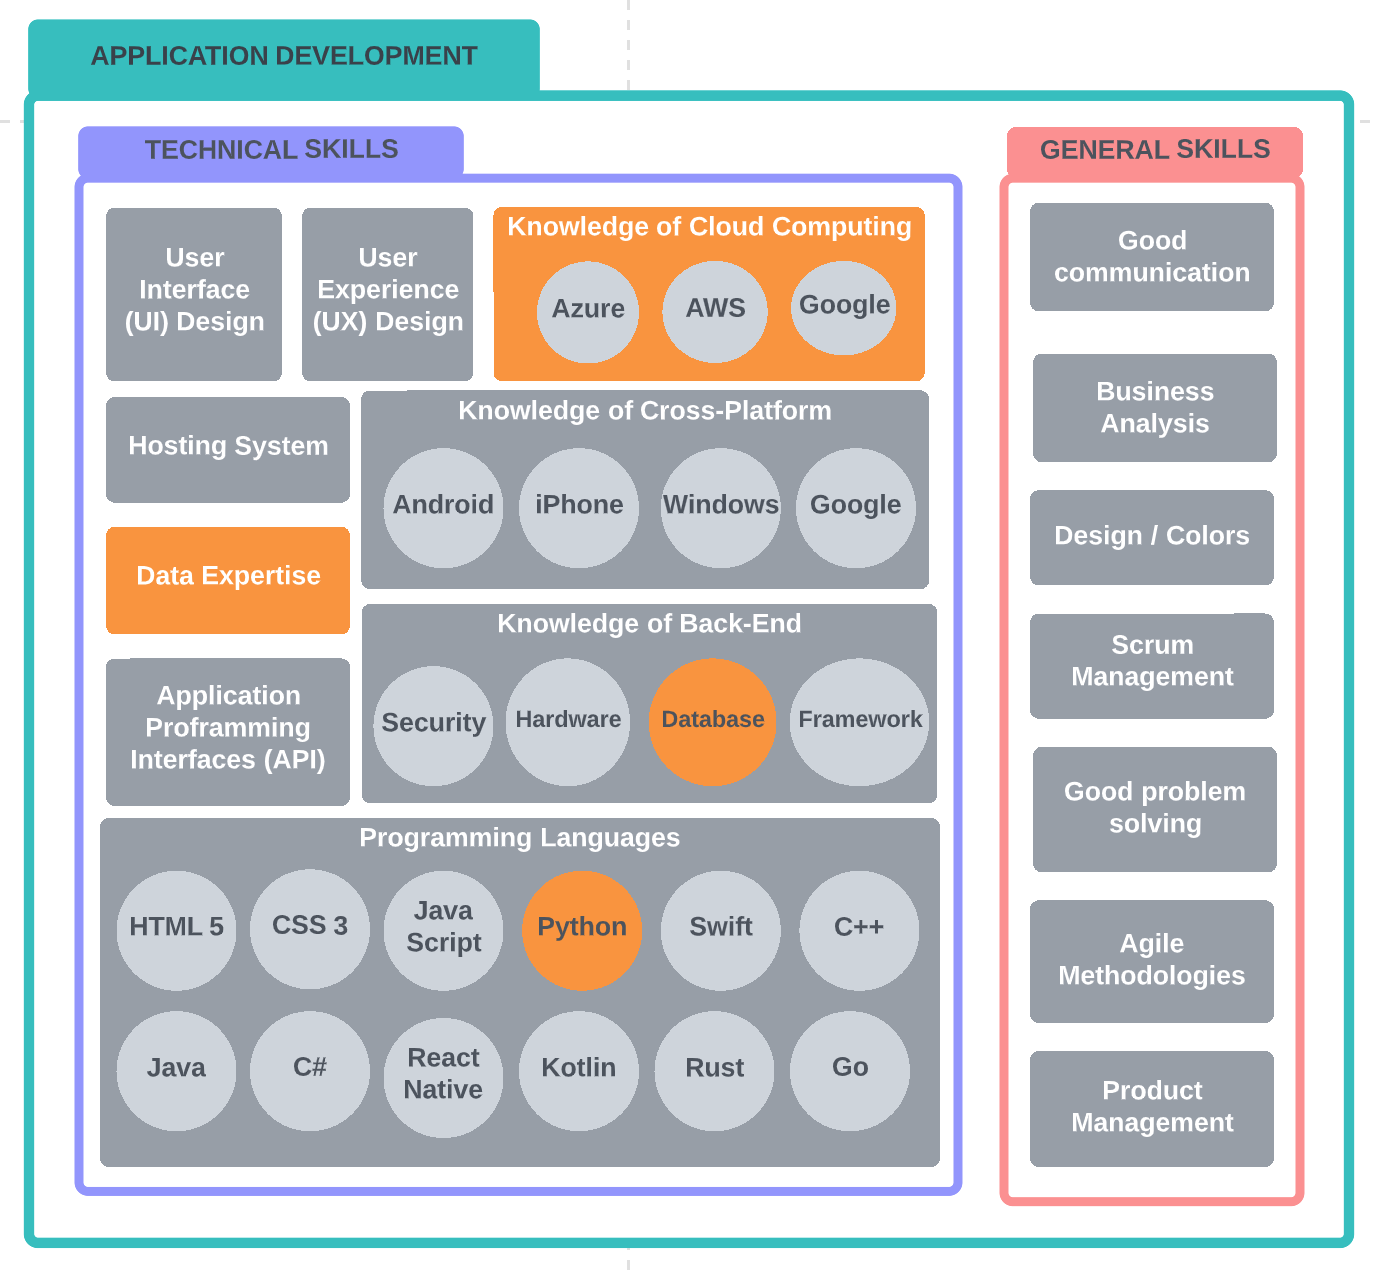 APPLICATION DEVELOPMENT
TECHNICAL SKILLS
User
Interface
(UI) Design
User
Experience
(UX) Design
Knowledge of Cloud Computing
Azure
AWS
Google
Hosting System
Knowledge of Cross-Platform
Android
iPhone
Windows
Google
Data Expertise
Knowledge of Back-End
Security
Hardware
Database
Framework
Application
Proframming
Interfaces (API)
Programming Languages
HTML 5
CSS 3
Java
Script
Python
Swift
C++
Java
C#
React
Native
Kotlin
Rust
Go
GENERAL SKILLS
Good
communication
Business
Analysis
Design / Colors
Scrum
Management
Good problem
solving
Agile
Methodologies
Product
Management